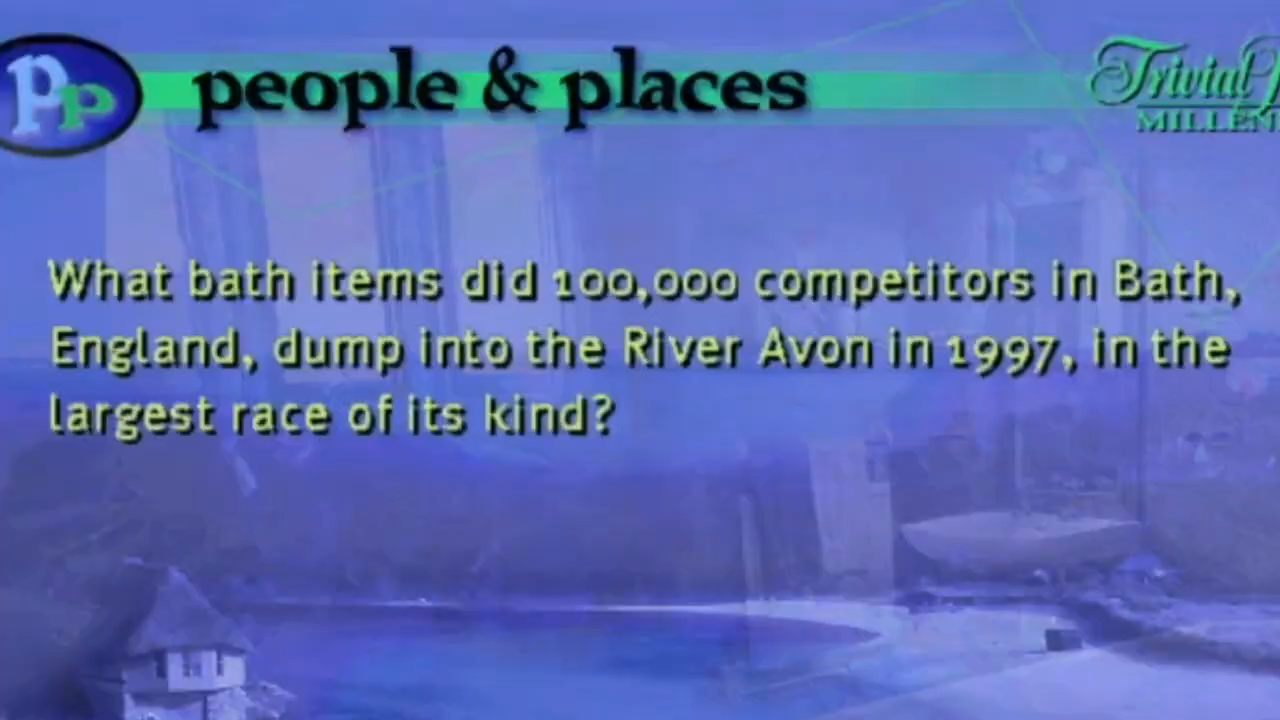 Pp people & places
Trivial P
MILLEN
What bath items did 100,000 competitors in Bath,
England, dump into the River Avon in 1997, in the
largest race of its kind?